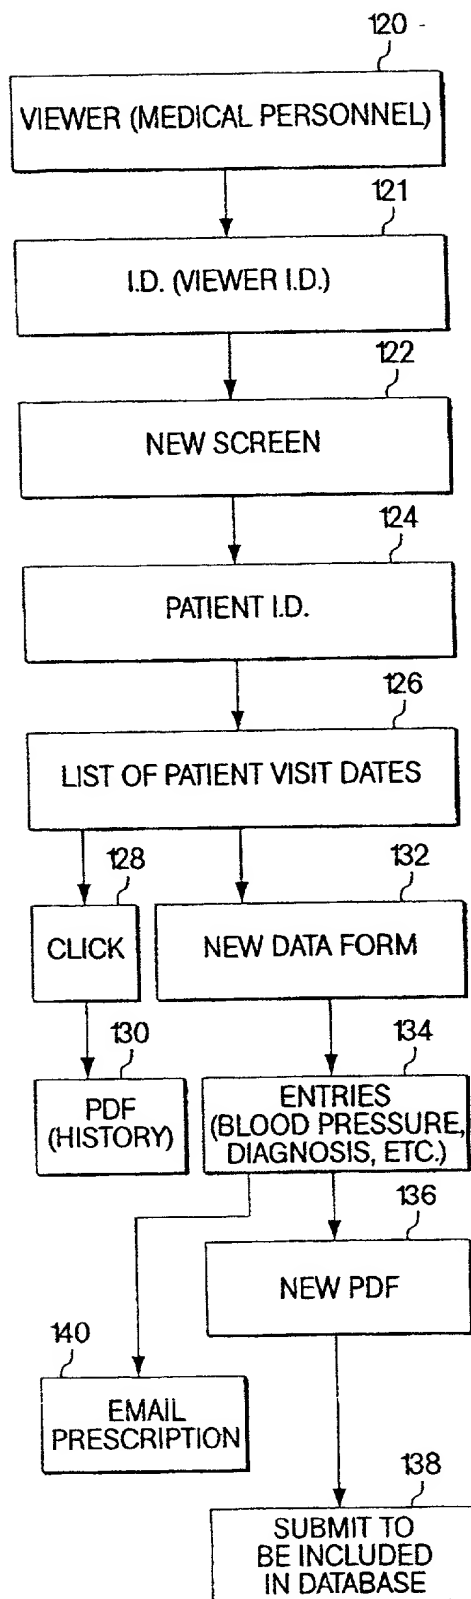 120
VIEWER (MEDICAL PERSONNEL)
121
I.D. (VIEWER I.D.)
122
NEW SCREEN
124
PATIENT I.D.
126
LIST OF PATIENT VISIT DATES
128
CLICK
132
NEW DATA FORM
130
PDF
(HISTORY)
134
ENTRIES
(BLOOD PRESSURE,
DIAGNOSIS, ETC.)
136
NEW PDF
140
EMAIL
PRESCRIPTION
138
SUBMIT TO
BE INCLUDED
IN DATABASE